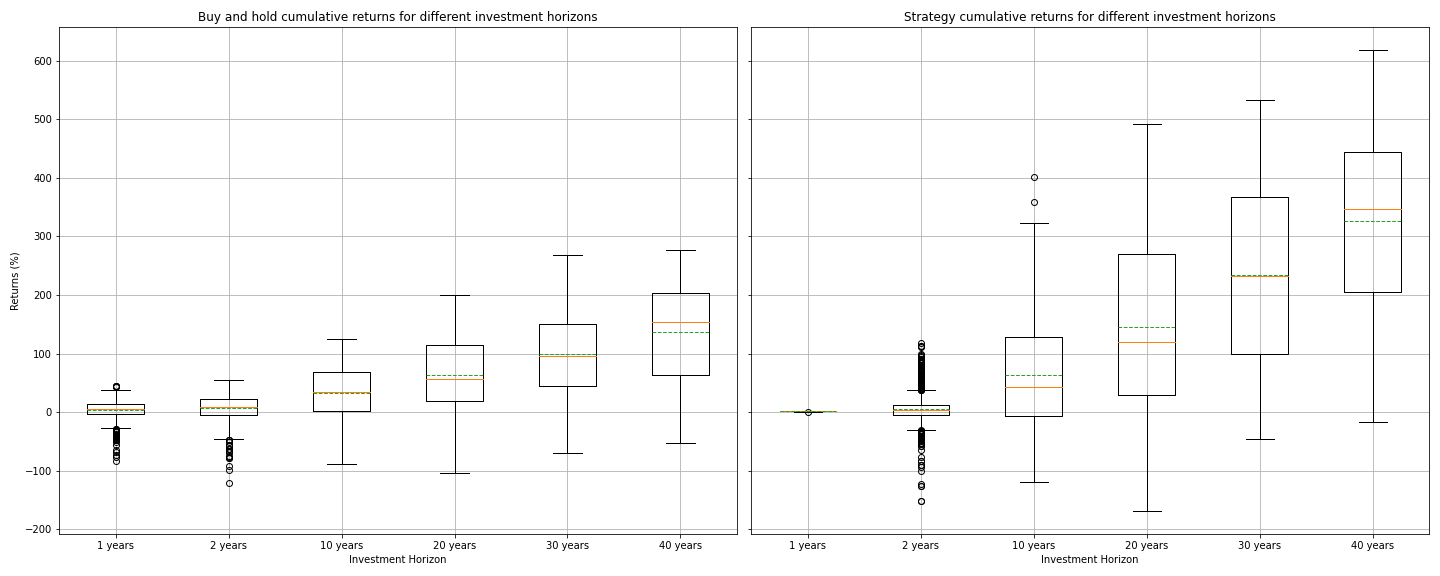 Buy and hold cumulative returns for different investment horizons
Strategy cumulative returns for different investment horizons
Returns (%)
600
500
400
300
200
100
0
−100
−200
1 years 2 years 10 years 20 years 30 years 40 years
Investment Horizon
1 years 2 years 10 years 20 years 30 years 40 years
Investment Horizon